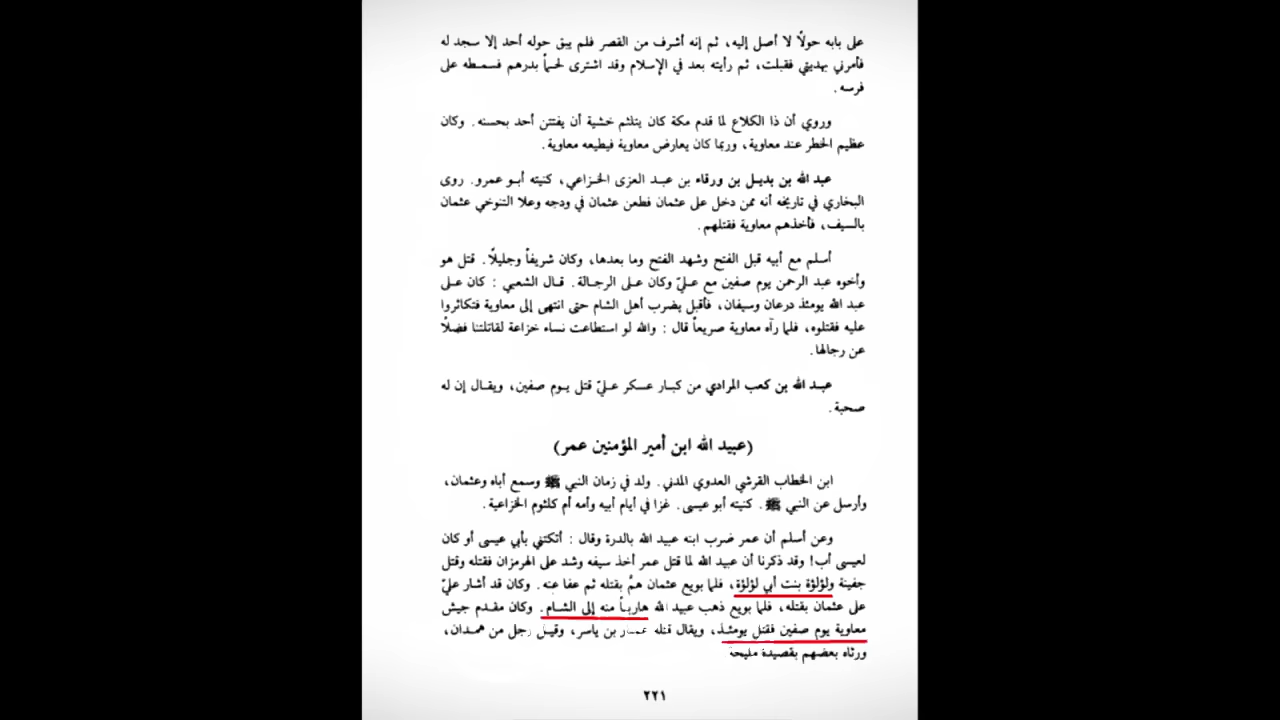 على بابه حولًا لا أصل إليه، ثم إنه أشرف من القصر فلم يبق حوله أحد إلا سجد له
فأمرني بهديتي فقبلت، ثم رأيته بعد في الإسلام وقد اشترى لحماً بدرهم فسمطه على
فرسه.
وروي أن ذا الكلاع لما قدم مكة كان يتلثم خشية أن يفتتن أحد بحسنه. وكان
عظيم الخطر عند معاوية، وربما كان يعارض معاوية فيطيعه معاوية.
عبد الله بن بديل بن ورقاء بن عبد العزى الخزاعي، كنيته أبو عمرو. روى
البخاري في تاريخه أنه ممن دخل على عثمان فطعن عثمان في ودجه وعلا التنوخي عثمان
بالسيف، فأخذهم معاوية فقتلهم.
أسلم مع أبيه قبل الفتح وشهد الفتح وما بعدها، وكان شريفاً وجليلًا. قتل هو
وأخوه عبد الرحمن يوم صفين مع عليّ وكان على الرجالة. قال الشعبي: كان على
عبد الله يومئذ درعان وسيفان، فأقبل يضرب أهل الشام حتى انتهى إلى معاوية فتكاثروا
عليه فقتلوه، فلما رآه معاوية صريعاً قال: والله لو استطاعت نساء خزاعة لقاتلتنا فضلًا
عن رجالها.
عبد الله بن كعب المرادي من كبار عسكر عليّ قتل يوم صفين، ويقال إن له
صحبة.
(عبيد الله ابن أمير المؤمنين عمر)
ابن الخطاب القرشي العدوي المدني. ولد في زمان النبي ﷺ وسمع أباه وعثمان،
وأرسل عن النبي ﷺ. كنيته أبو عيسى. غزا في أيام أبيه وأمه أم كلثوم الخزاعية.
وعن أسلم أن عمر ضرب ابنه عبيد الله بالدرة وقال: أتكتني بأبي عيسى أو كان
لعيسى أب! وقد ذكرنا أن عبيد الله لما قتل عمر أخذ سيفه وشد على الهرمزان فقتله وقتل
جفينة ولؤلؤة بنت أبي لؤلؤة، فلما بويع عثمان همَّ بقتله ثم عفا عنه. وكان قد أشار عليّ
على عثمان بقتله، فلما بويع ذهب عبيد الله هارباً منه إلى الشام. وكان مقدم جيش
معاوية يوم صفين فقتل يومئذ، ويقال قتله عمار بن ياسر، وقيل رجل من همدان،
ورثاه بعضهم بقصيدة مليحة
٢٢١